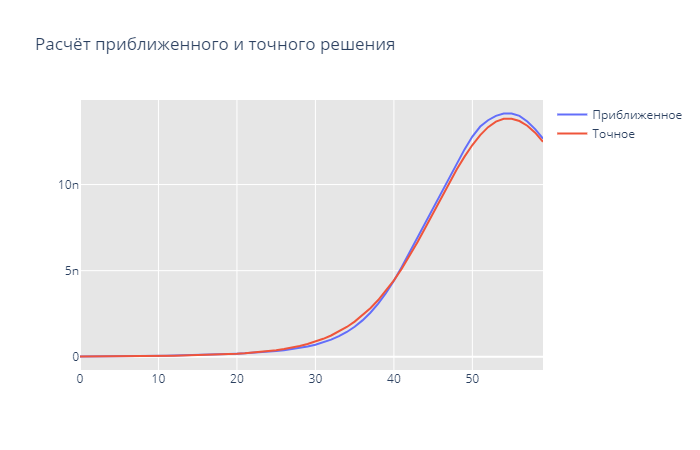 Расчёт приближенного и точного решения
Приближенное
Точное
10n
5n
0
0 10 20 30 40 50